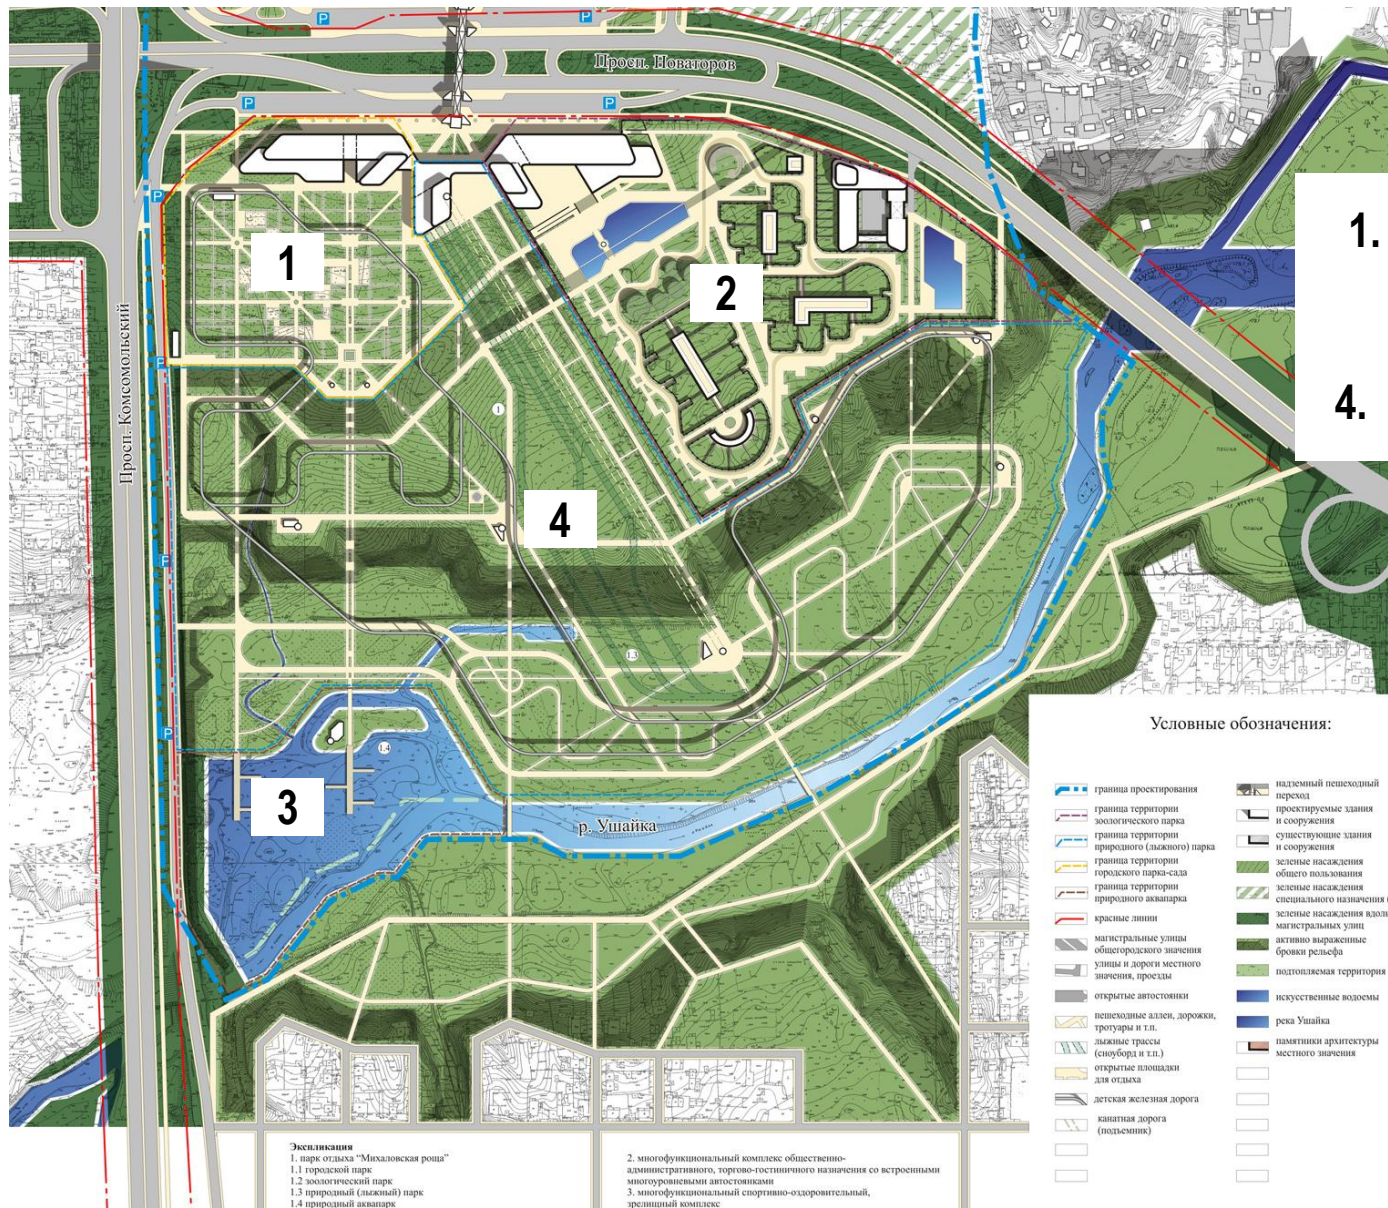 P
P
Просп. Новаторов
P
P
P
1.
1
2
Просп. Комсомольский
P
4.
1
4
P
1.3
Условные обозначения:
P
1.4
3
р. Ушайка
граница проектирования
граница территории
зоологического парка
граница территории
природного (лыжного) парка
граница территории
городского парка-сада
граница территории
природного аквапарка
красные линии
магистральные улицы
общегородского значения
улицы и дороги местного
значения, проезды
открытые автостоянки
пешеходные аллеи, дорожки,
тротуары и т.п.
лыжные трассы
(сноуборд и т.п.)
открытые площадки
для отдыха
детская железная дорога
канатная дорога
(подъемник)
надземный пешеходный
переход
проектируемые здания
и сооружения
существующие здания
и сооружения
зеленые насаждения
общего пользования
зеленые насаждения
специального назначения
зеленые насаждения вдоль
магистральных улиц
активно выраженные
бровки рельефа
подтопляемая территория
искусственные водоемы
река Ушайка
памятники архитектуры
местного значения
Экспликация
1. парк отдыха “Михаловская роща”
1.1 городской парк
1.2 зоологический парк
1.3 природный (лыжный) парк
1.4 природный аквапарк
2. многофункциональный комплекс общественно-
административного, торгово-гостиничного назначения со встроенными
многоуровневыми автостоянками
3. многофункциональный спортивно-оздоровительный,
зрелищный комплекс